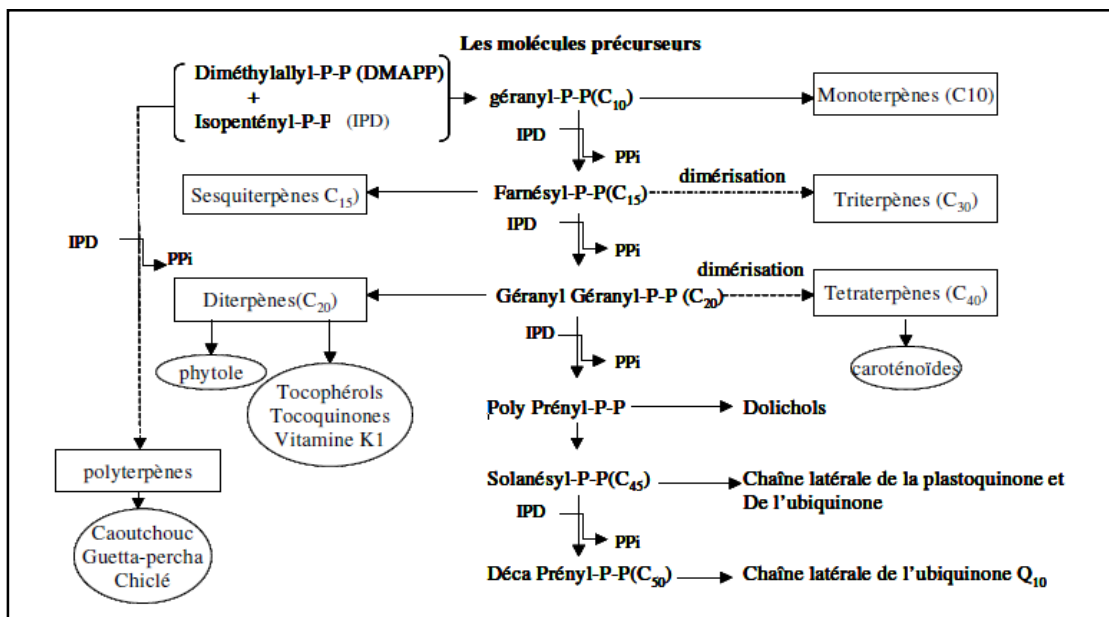 Les molécules précurseurs
Diméthylallyl-P-P (DMAPP)
+
Isopentényl-P-P (IPD)
géranyl-P-P(C10)
Monoterpènes (C10)
IPD
PPi
dimérisation
Sesquiterpènes C15)
Farnésyl-P-P(C15)
Triterpènes (C30)
IPD
PPi
IPD
PPi
dimérisation
Diterpènes(C20)
Géranyl Géranyl-P-P (C20)
Tetraterpènes (C40)
IPD
PPi
phytole
caroténoïdes
Tocophérols
Tocoquinones
Vitamine K1
Poly Prényl-P-P
Dolichols
polyterpènes
Solanésyl-P-P(C45)
Chaîne latérale de la plastoquinone et
De l’ubiquinone
IPD
PPi
Caoutchouc
Guetta-percha
Chiclé
Déca Prényl-P-P(C50)
Chaîne latérale de l’ubiquinone Q10